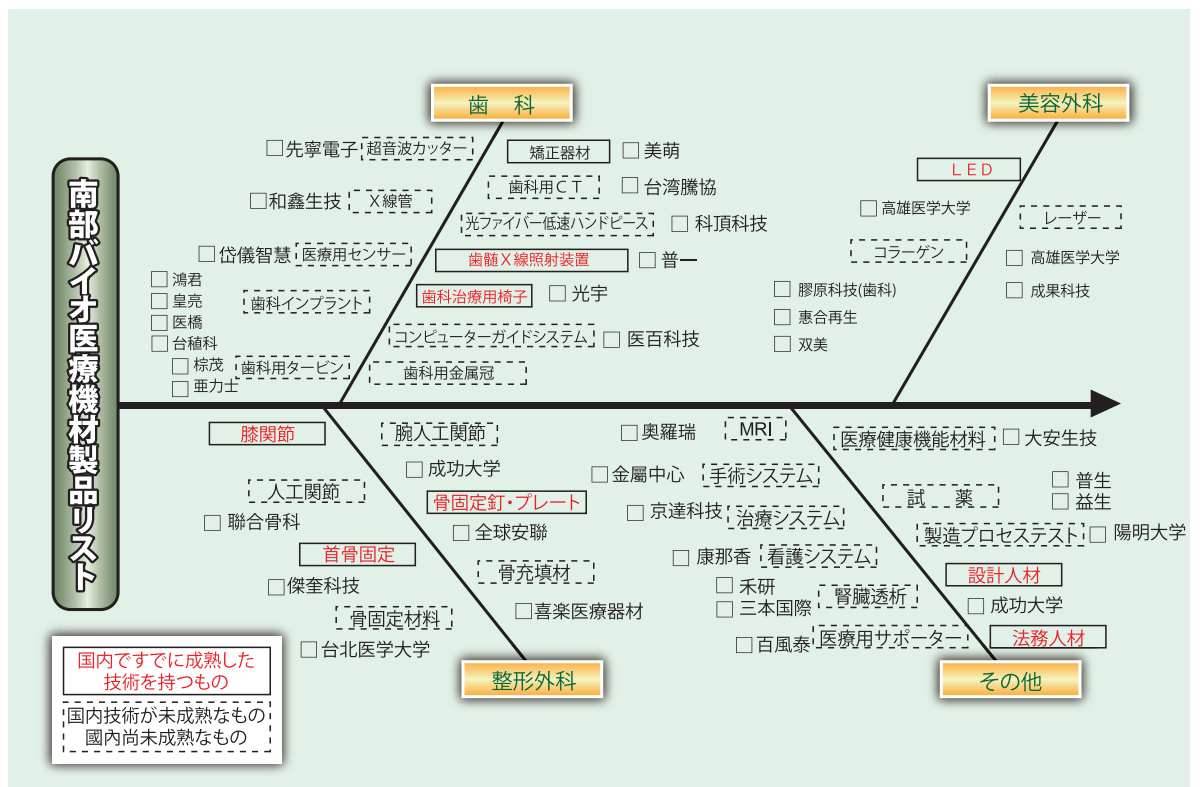 南部バイオ医療機材製品リスト
歯　科
美容外科
□先寧電子
超音波カッター
矯正器材
□美萌
□和鑫生技
Ｘ線管
歯科用ＣＴ
□台湾騰協
光ファイバー低速ハンドピース
□科頂科技
□岱儀智慧
医療用センサー
歯髄Ｘ線照射装置
□普一
□鴻君
□皇亮
□医橋
□台稙科
歯科インプラント
歯科治療用椅子
□光宇
コンピューターガイドシステム
□医百科技
□棕茂
□亜力士
歯科用タービン
歯科用金属冠
ＬＥＤ
□高雄医学大学
レーザー
コラーゲン
□高雄医学大学
□成果科技
□膠原科技(歯科)
□惠合再生
□双美
膝関節
腕人工関節
□成功大学
人工関節
骨固定釘・プレート
□聯合骨科
□全球安聯
首骨固定
骨充填材
□傑奎科技
骨固定材料
□喜楽医療器材
□台北医学大学
整形外科
□奥羅瑞
MRI
医療健康機能材料
□大安生技
□金屬中心
手術システム
□普生
□益生
試　薬
□京達科技
治療システム
製造プロセステスト
□陽明大学
□康那香
看護システム
設計人材
□禾研
□三本国際
腎臓透析
□成功大学
□百風泰
医療用サポーター
法務人材
その他
国内ですでに成熟した
技術を持つもの
国内技術が未成熟なもの
國內尚未成熟なもの